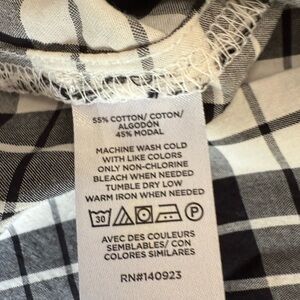 55% COTTON/ COTON/
ALGODÓN
45% MODAL
MACHINE WASH COLD
WITH LIKE COLORS
ONLY NON-CHLORINE
BLEACH WHEN NEEDED
TUMBLE DRY LOW
WARM IRON WHEN NEEDED
30 P
AVEC DES COULEURS
SEMBLABLES/ CON
COLORES SIMILARES
RN#140923